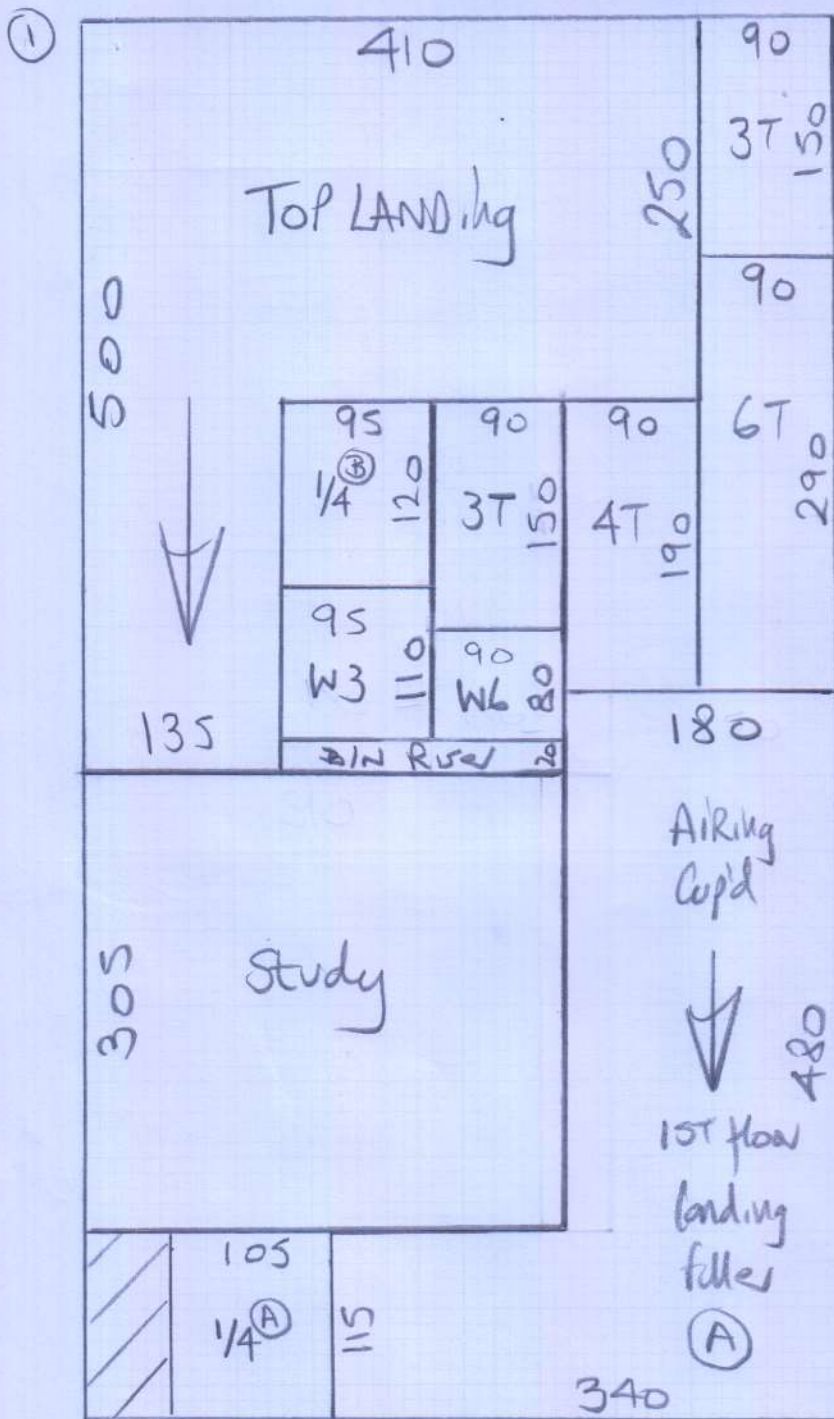 ①
410
90
3T
150
TOP LANDing
250
500
90
6T
290
95
1/4 Ⓑ
120
90
3T
150
90
4T
190
95
W3
110
90
W6
80
135
B/N Riser
20
180
AiRing
Cup'd
Study
305
480
1ST floor
landing
filler
Ⓐ
105
1/4 Ⓐ
115
340